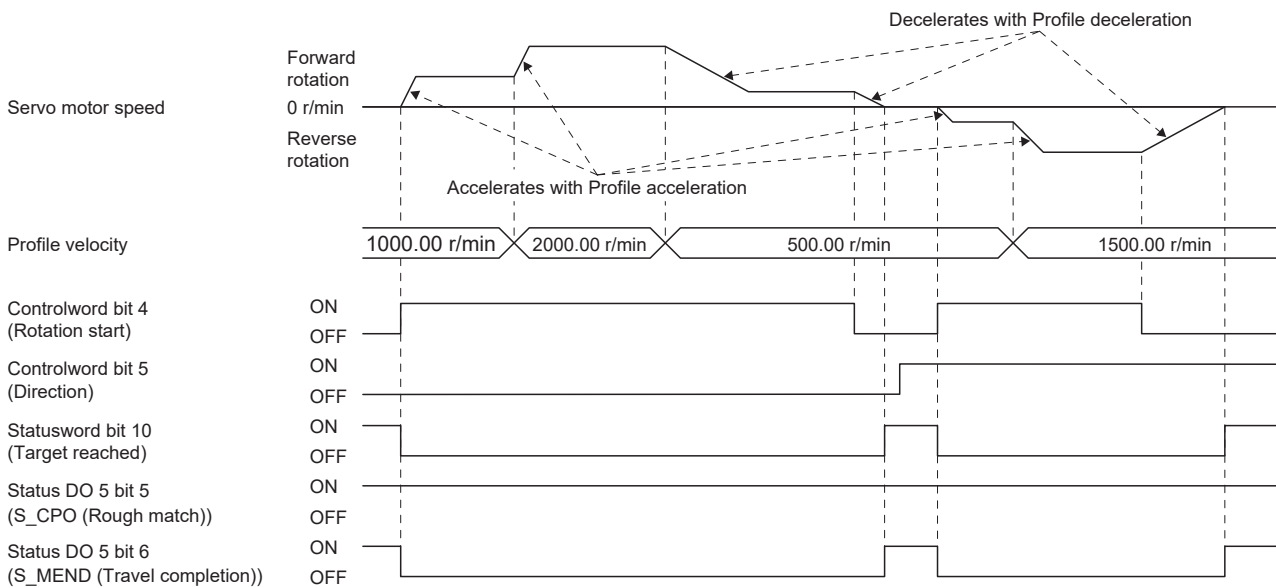 Decelerates with Profile deceleration
Forward
rotation
Servo motor speed
0 r/min
Reverse
rotation
Accelerates with Profile acceleration
Profile velocity
1000.00 r/min
2000.00 r/min
500.00 r/min
1500.00 r/min
Controlword bit 4
(Rotation start)
ON
OFF
Controlword bit 5
(Direction)
ON
OFF
Statusword bit 10
(Target reached)
ON
OFF
Status DO 5 bit 5
(S_CPO (Rough match))
ON
OFF
Status DO 5 bit 6
(S_MEND (Travel completion))
ON
OFF